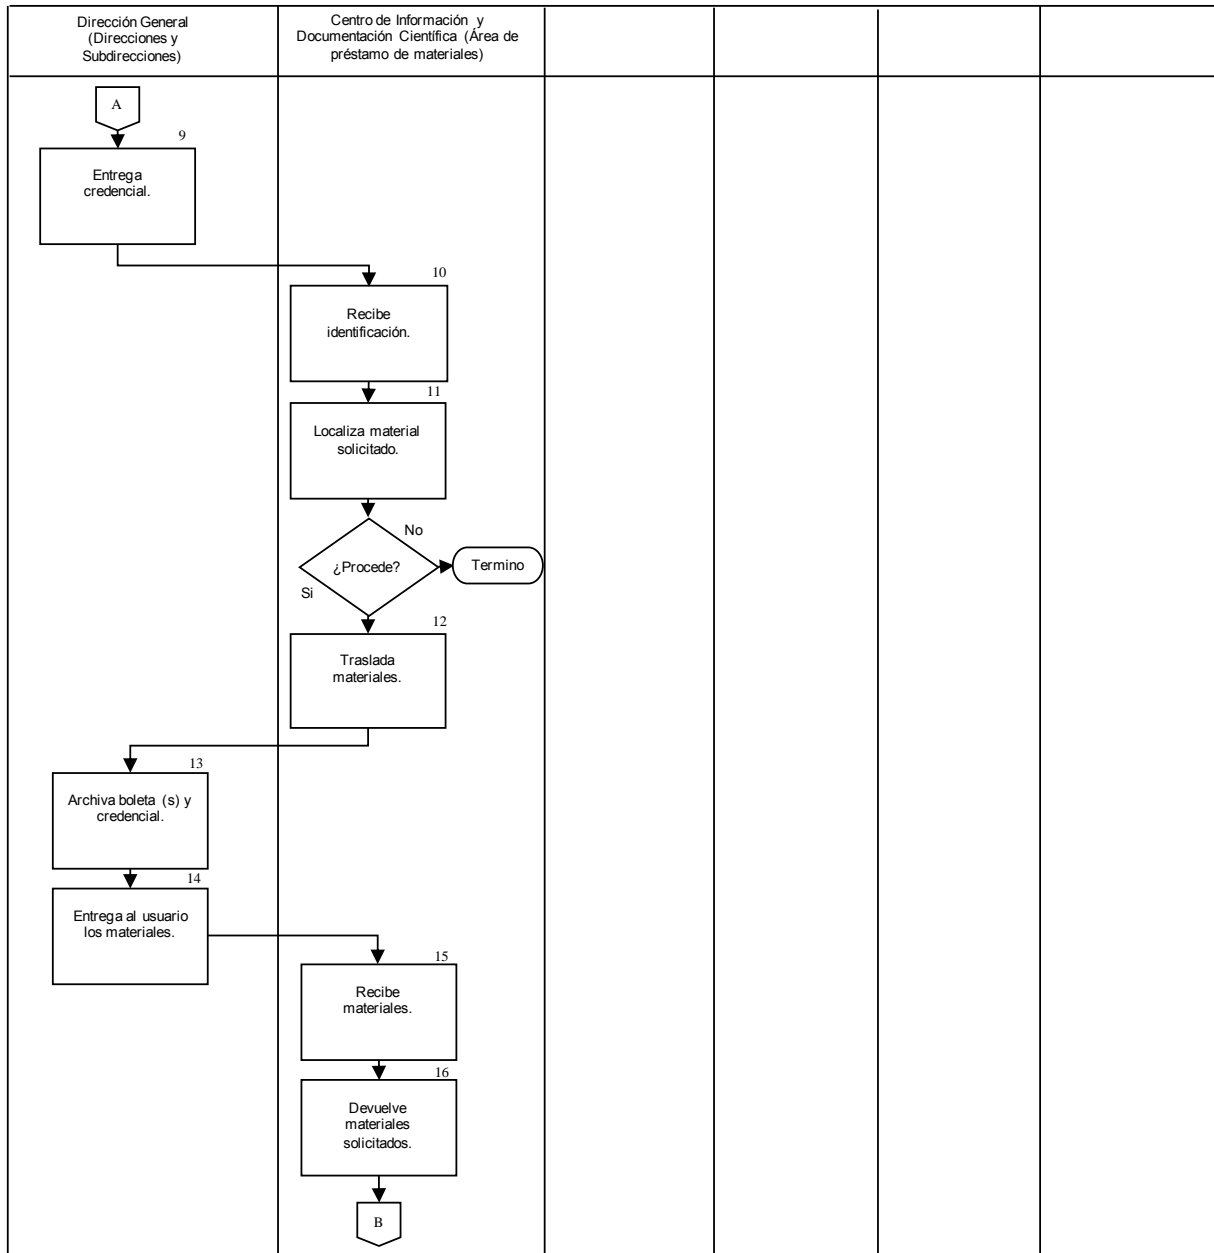 Dirección General
(Direcciones y
Subdirecciones)
Centro de Información y
Documentación Científica (Área de
préstamo de materiales)
A
9
Entrega
credencial.
10
Recibe
identificación.
11
Localiza material
solicitado.
No
¿Procede?
Termino
Si
12
Traslada
materiales.
13
Archiva boleta (s) y
credencial.
14
Entrega al usuario
los materiales.
15
Recibe
materiales.
16
Devuelve
materiales
solicitados.
B